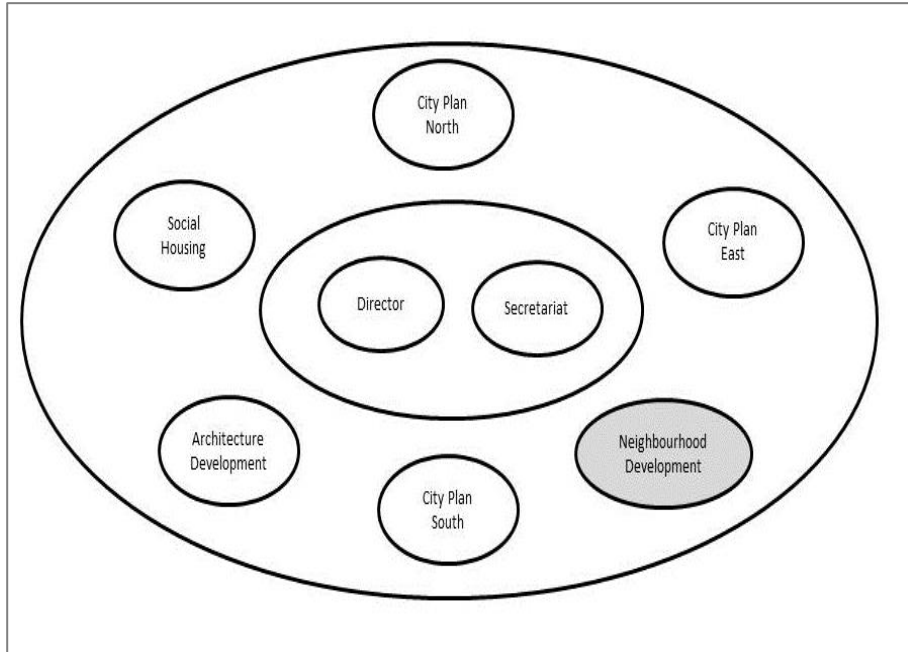 City Plan
North
Social
Housing
City Plan
East
Director
Secretariat
Architecture
Development
Neighbourhood
Development
City Plan
South